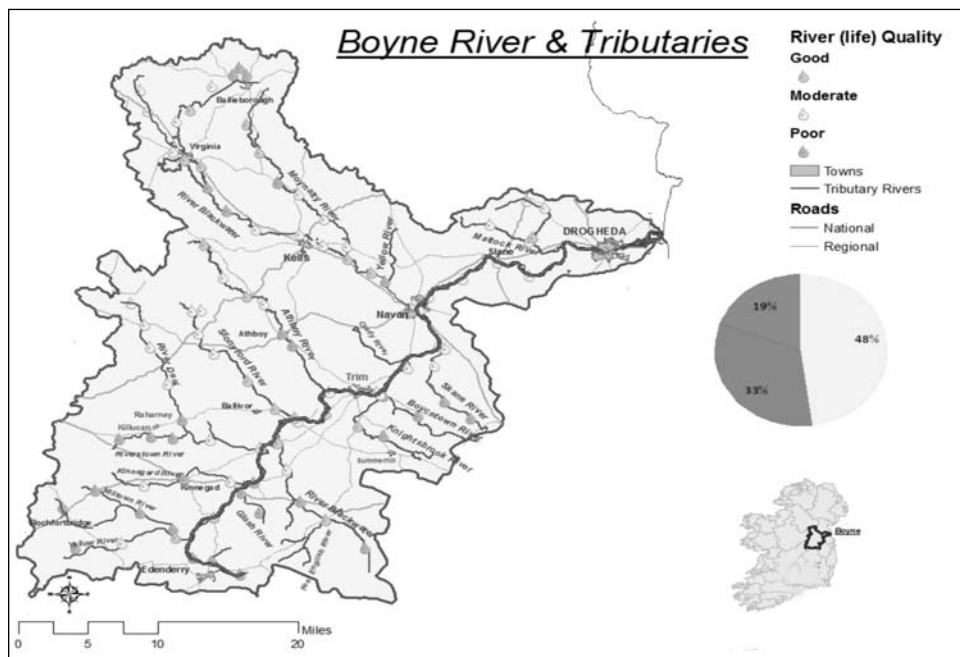 Boyne River & Tributaries
River (life) Quality
Good
Moderate
Poor
Towns
Tributary Rivers
Roads
National
Regional
Bailieborough
Virginia
Moynalty River
River Blackwater
Yellow River
Kells
Mattock River
DROGHEDA
Slane
Navan
Athboy
Athboy River
Stonyford River
River Deel
Trim
Skane River
Boycetown River
Knightsbrook River
Summerhill
Ballivor
Raharney
Killucan
Riverstown River
Kinnegad River
Kinnegad
River Blackwater
Glash River
Rochfortbridge
Yellow River
Edenderry
19%
48%
33%
Boyne
Miles
0 5 10 20